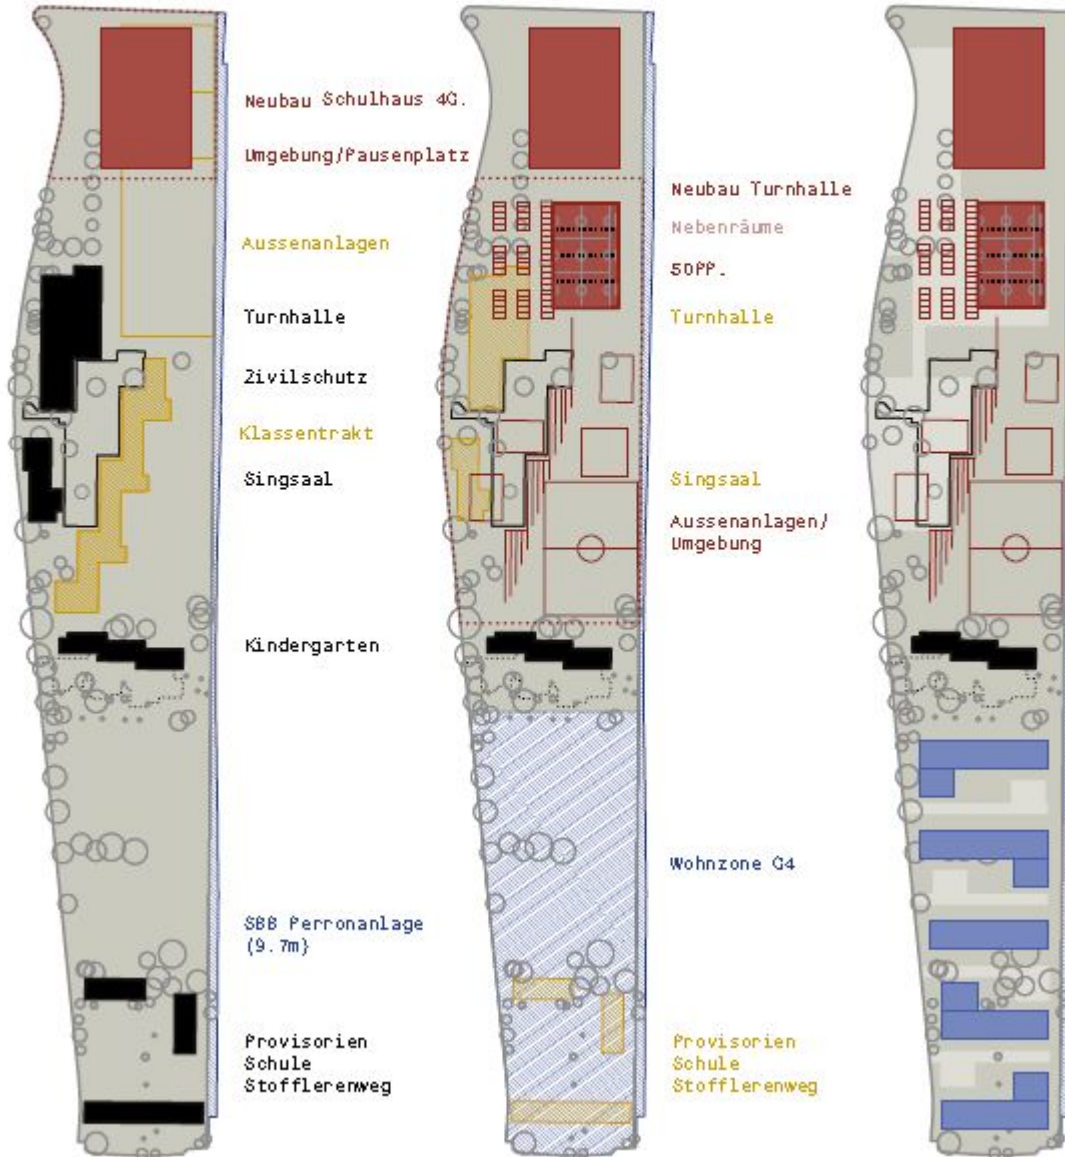 Neubau Schulhaus 4G.
Umgebung/Pausenplatz
Aussenanlagen
Turnhalle
Zivilschutz
Klassentrakt
Singsaal
Kindergarten
SBB Perronanlage
(9.7m)
Provisorien
Schule
Stofflerenweg
Neubau Turnhalle
Nebenräume
50PP.
Turnhalle
Singsaal
Aussenanlagen/
Umgebung
Wohnzone G4
Provisorien
Schule
Stofflerenweg